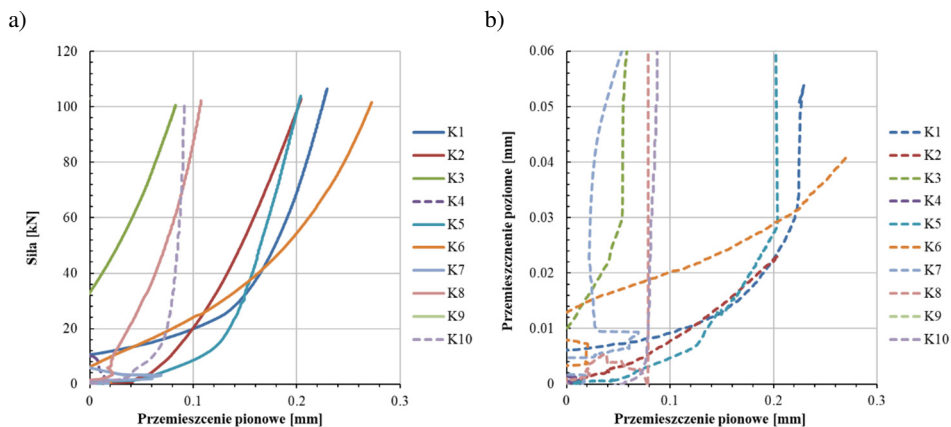 a)
120
100
80
60
40
20
0
Siła [kN]
0
0.1
0.2
0.3
Przemieszcenie pionowe [mm]
K1
K2
K3
K4
K5
K6
K7
K8
K9
K10
b)
0.06
0.05
0.04
0.03
0.02
0.01
0
Przemieszcznenie poziome [mm]
0
0.1
0.2
0.3
Przemieszczenie pionowe [mm]
K1
K2
K3
K4
K5
K6
K7
K8
K9
K10